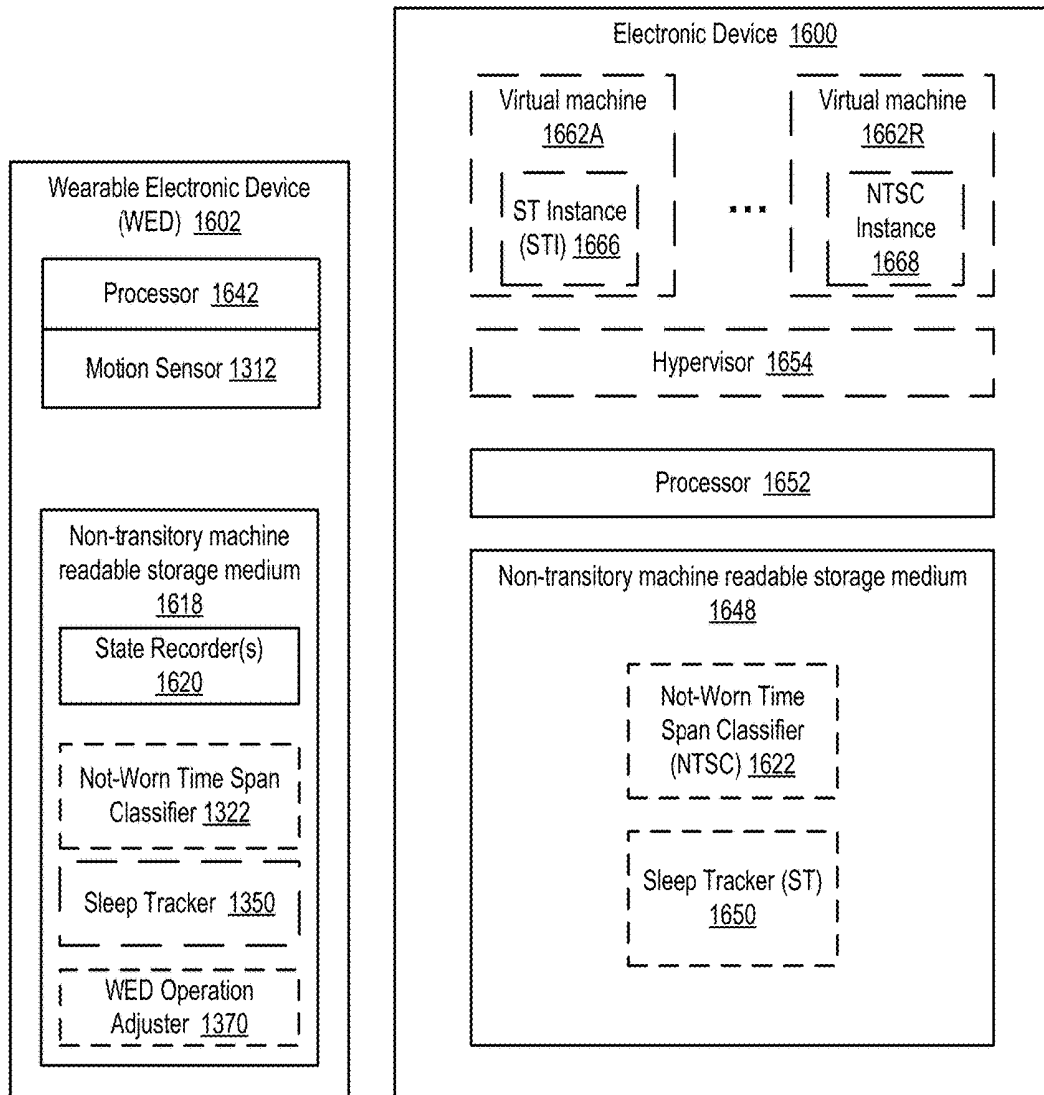 Wearable Electronic Device
(WED) 1602
Processor 1642
Motion Sensor 1312
Non-transitory machine
readable storage medium
1618
State Recorder(s)
1620
Not-Worn Time Span
Classifier 1322
Sleep Tracker 1350
WED Operation
Adjuster 1370
Electronic Device 1600
Virtual machine
1662A
ST Instance
(STI) 1666
...
Virtual machine
1662R
NTSC
Instance
1668
Hypervisor 1654
Processor 1652
Non-transitory machine readable storage medium
1648
Not-Worn Time
Span Classifier
(NTSC) 1622
Sleep Tracker (ST)
1650